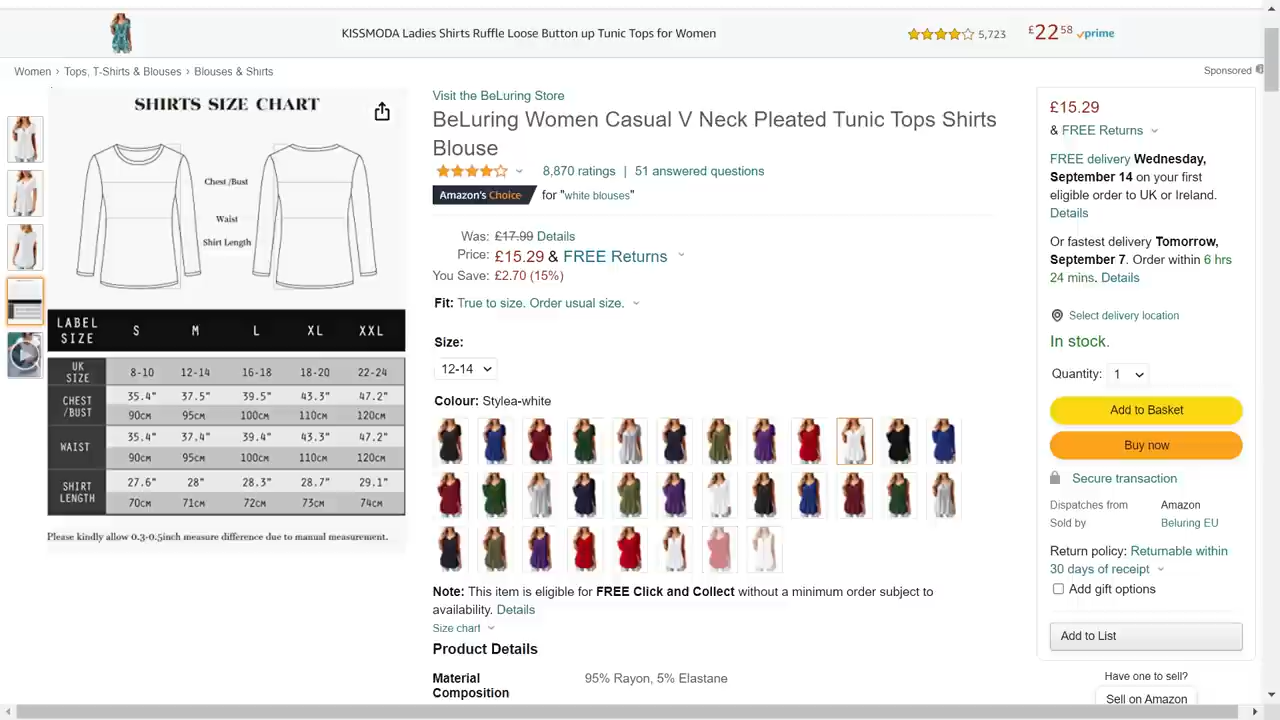 KISSMODA Ladies Shirts Ruffle Loose Button up Tunic Tops for Women
5,723
£22 58 prime
Women › Tops, T-Shirts & Blouses › Blouses & Shirts
Sponsored
SHIRTS SIZE CHART
Chest /Bust
Waist
Shirt Length
LABEL SIZE S M L XL XXL
UK SIZE 8-10 12-14 16-18 18-20 22-24
CHEST /BUST 35.4" 37.5" 39.5" 43.3" 47.2"
90CM 95CM 100CM 110CM 120CM
WAIST 35.4" 37.4" 39.4" 43.3" 47.2"
90CM 95CM 100CM 110CM 120CM
SHIRT LENGTH 27.6" 28" 28.3" 28.7" 29.1"
70CM 71CM 72CM 73CM 74CM
Please kindly allow 0.3-0.5inch measure difference due to manual measurement.
Visit the BeLuring Store
BeLuring Women Casual V Neck Pleated Tunic Tops Shirts
Blouse
8,870 ratings | 51 answered questions
Amazon's Choice for "white blouses"
Was: £17.99 Details
Price: £15.29 & FREE Returns
You Save: £2.70 (15%)
Fit: True to size. Order usual size.
Size:
12-14
Colour: Stylea-white
Note: This item is eligible for FREE Click and Collect without a minimum order subject to
availability. Details
Size chart
Product Details
Material 95% Rayon, 5% Elastane
Composition
£15.29
& FREE Returns
FREE delivery Wednesday,
September 14 on your first
eligible order to UK or Ireland.
Details
Or fastest delivery Tomorrow,
September 7. Order within 6 hrs
24 mins. Details
Select delivery location
In stock.
Quantity: 1
Add to Basket
Buy now
Secure transaction
Dispatches from Amazon
Sold by Beluring EU
Return policy: Returnable within
30 days of receipt
Add gift options
Add to List
Have one to sell?
Sell on Amazon